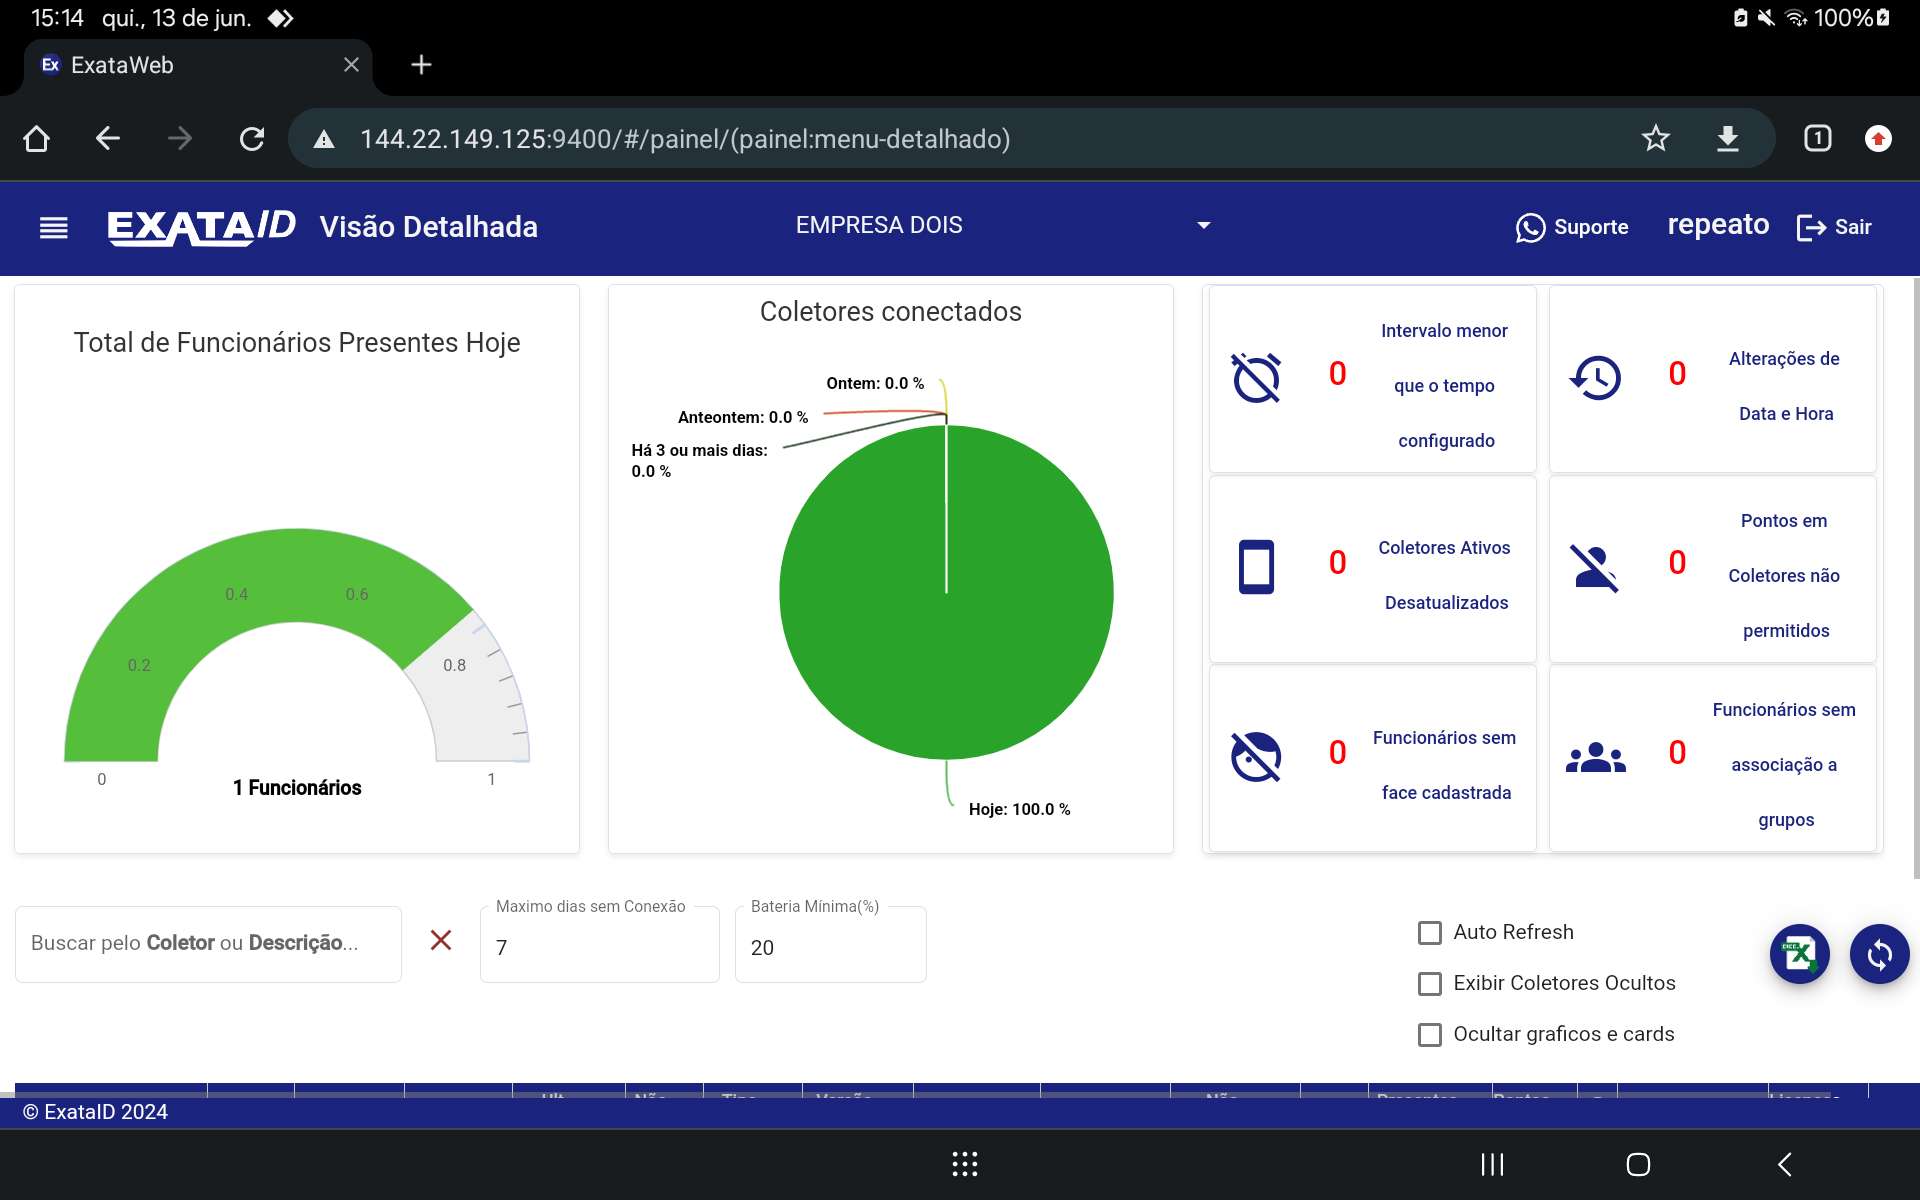 15:14 qui., 13 de jun.
100%
Ex ExataWeb
144.22.149.125:9400/#/painel/(painel:menu-detalhado)
1
EXATAID Visão Detalhada
EMPRESA DOIS
Suporte
repeato
Sair
Total de Funcionários Presentes Hoje
0
0.2
0.4
0.6
0.8
1
1 Funcionários
Coletores conectados
Ontem: 0.0 %
Anteontem: 0.0 %
Há 3 ou mais dias:
0.0 %
Hoje: 100.0 %
0
Intervalo menor
que o tempo
configurado
0
Alterações de
Data e Hora
0
Coletores Ativos
Desatualizados
0
Pontos em
Coletores não
permitidos
0
Funcionários sem
face cadastrada
0
Funcionários sem
associação a
grupos
Buscar pelo Coletor ou Descrição...
Maximo dias sem Conexão
7
Bateria Mínima(%)
20
Auto Refresh
Exibir Coletores Ocultos
Ocultar graficos e cards
© ExataID 2024